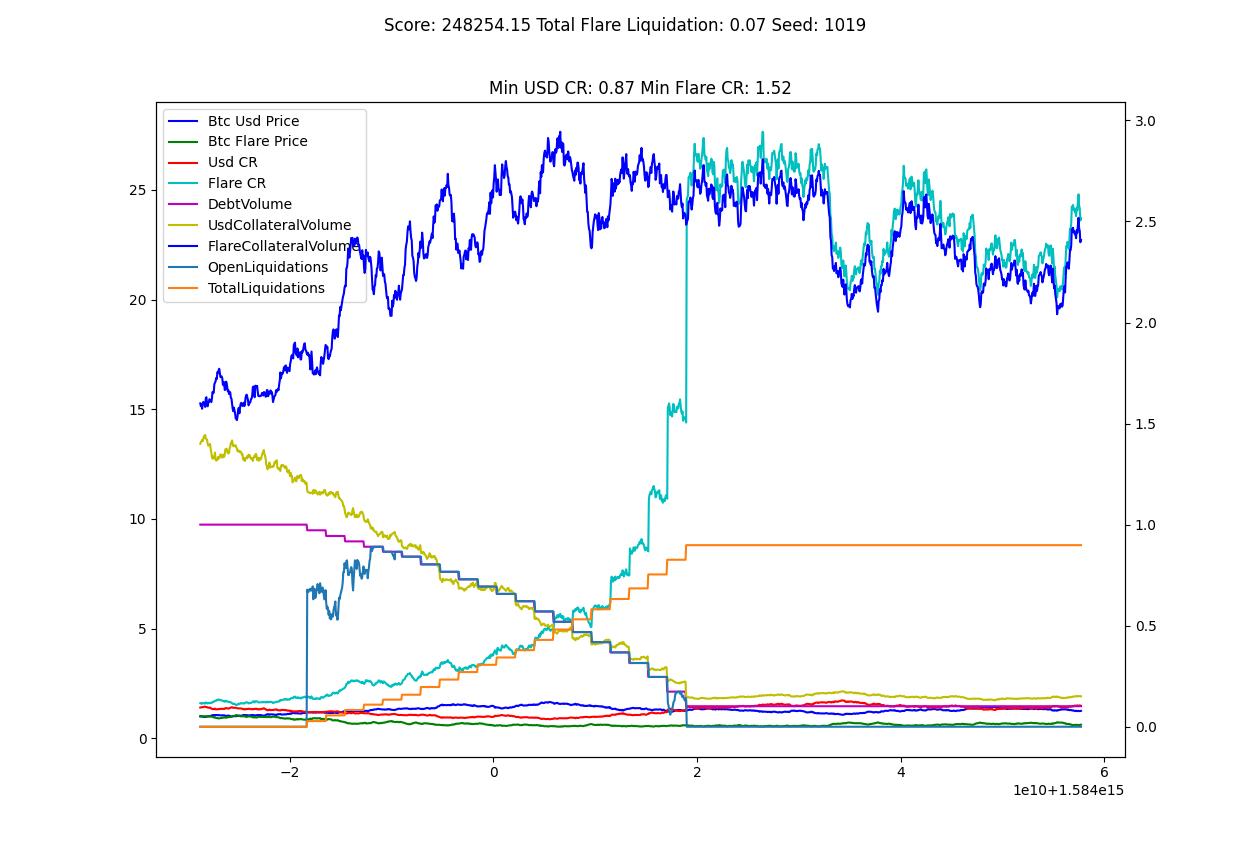 Score: 248254.15 Total Flare Liquidation: 0.07 Seed: 1019
Min USD CR: 0.87 Min Flare CR: 1.52
Btc Usd Price
Btc Flare Price
Usd CR
Flare CR
DebtVolume
UsdCollateralVolume
FlareCollateralVolume
OpenLiquidations
TotalLiquidations
25
20
15
10
5
0
3.0
2.5
2.0
1.5
1.0
0.5
0.0
−2 0 2 4 6
1e10+1.584e15